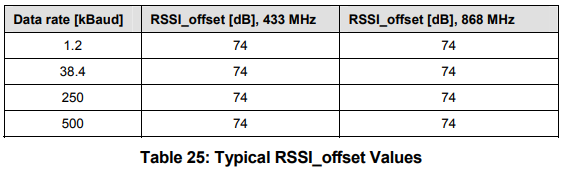 Data rate [kBaud] RSSI_offset [dB], 433 MHz RSSI_offset [dB], 868 MHz
1.2 74 74
38.4 74 74
250 74 74
500 74 74
Table 25: Typical RSSI_offset Values